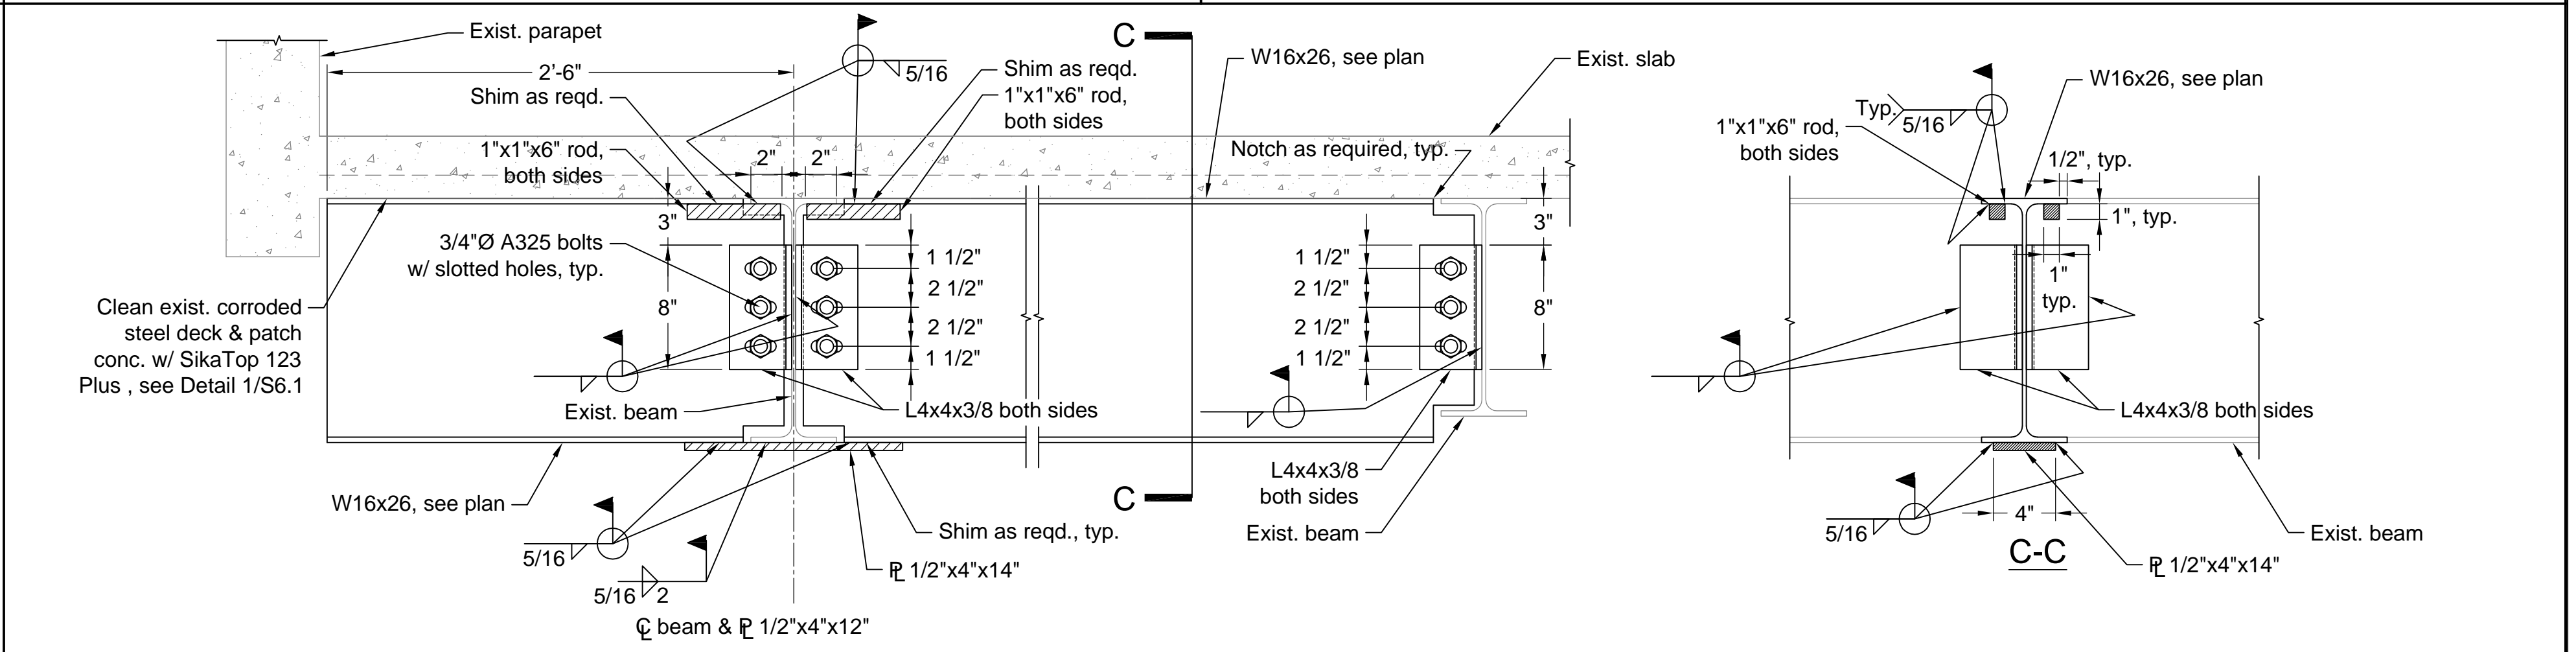 Exist. parapet
2'-6"
Shim as reqd.
5/16
Shim as reqd.
1"x1"x6" rod,
both sides
C
W16x26, see plan
Exist. slab
1"x1"x6" rod,
both sides
2"
2"
Notch as required, typ.
3"
3/4"Ø A325 bolts
w/ slotted holes, typ.
8"
1 1/2"
2 1/2"
2 1/2"
1 1/2"
1 1/2"
2 1/2"
2 1/2"
1 1/2"
3"
8"
Clean exist. corroded
steel deck & patch
conc. w/ SikaTop 123
Plus , see Detail 1/S6.1
Exist. beam
L4x4x3/8 both sides
L4x4x3/8
both sides
Exist. beam
C
W16x26, see plan
5/16
5/16
2
Shim as reqd., typ.
PL 1/2"x4"x14"
CL beam & PL 1/2"x4"x12"
Typ.
5/16
W16x26, see plan
1"x1"x6" rod,
both sides
1/2", typ.
1", typ.
1"
typ.
L4x4x3/8 both sides
5/16
4"
Exist. beam
PL 1/2"x4"x14"
C-C